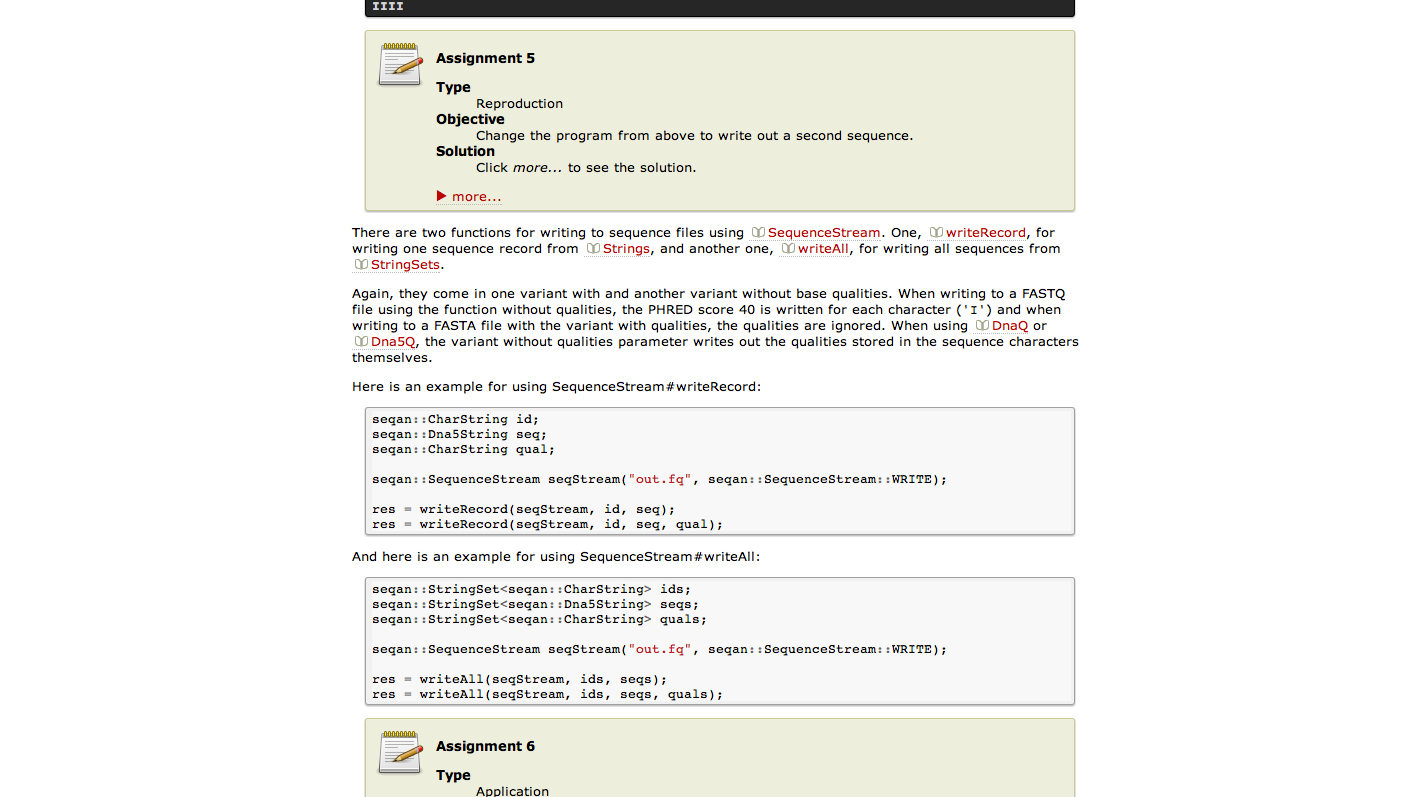 IIII
Assignment 5
Type
Reproduction
Objective
Change the program from above to write out a second sequence.
Solution
Click more... to see the solution.
more...
There are two functions for writing to sequence files using SequenceStream. One, writeRecord, for
writing one sequence record from Strings, and another one, writeAll, for writing all sequences from
StringSets.
Again, they come in one variant with and another variant without base qualities. When writing to a FASTQ
file using the function without qualities, the PHRED score 40 is written for each character ('I') and when
writing to a FASTA file with the variant with qualities, the qualities are ignored. When using DnaQ or
Dna5Q, the variant without qualities parameter writes out the qualities stored in the sequence characters
themselves.
Here is an example for using SequenceStream#writeRecord:
seqan::CharString id;
seqan::Dna5String seq;
seqan::CharString qual;
seqan::SequenceStream seqStream("out.fq", seqan::SequenceStream::WRITE);
res = writeRecord(seqStream, id, seq);
res = writeRecord(seqStream, id, seq, qual);
And here is an example for using SequenceStream#writeAll:
seqan::StringSet<seqan::CharString> ids;
seqan::StringSet<seqan::Dna5String> seqs;
seqan::StringSet<seqan::CharString> quals;
seqan::SequenceStream seqStream("out.fq", seqan::SequenceStream::WRITE);
res = writeAll(seqStream, ids, seqs);
res = writeAll(seqStream, ids, seqs, quals);
Assignment 6
Type
Application